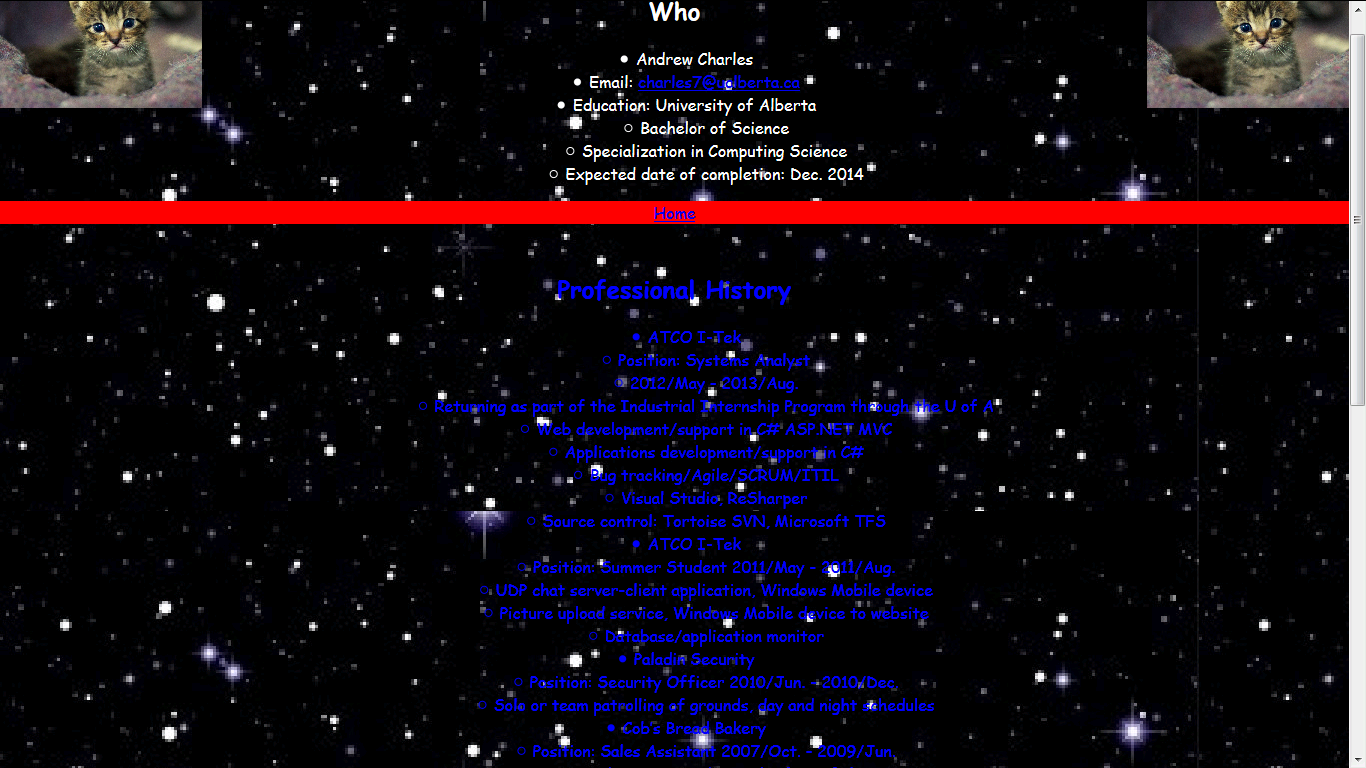 Who
• Andrew Charles
• Email: charles7@ualberta.ca
• Education: University of Alberta
○ Bachelor of Science
○ Specialization in Computing Science
○ Expected date of completion: Dec. 2014
Home
Professional History
• ATCO I-Tek
○ Position: Systems Analyst
○ 2012/May - 2013/Aug.
○ Returning as part of the Industrial Internship Program through the U of A
○ Web development/support in C# ASP.NET MVC
○ Applications development/support in C#
○ Bug tracking/Agile/SCRUM/ITIL
○ Visual Studio, ReSharper
○ Source control: Tortoise SVN, Microsoft TFS
• ATCO I-Tek
○ Position: Summer Student 2011/May - 2011/Aug.
○ UDP chat server-client application, Windows Mobile device
○ Picture upload service, Windows Mobile device to website
○ Database/application monitor
• Paladin Security
○ Position: Security Officer 2010/Jun. - 2010/Dec.
○ Solo or team patrolling of grounds, day and night schedules
• Cob's Bread Bakery
○ Position: Sales Assistant 2007/Oct. - 2009/Jun.